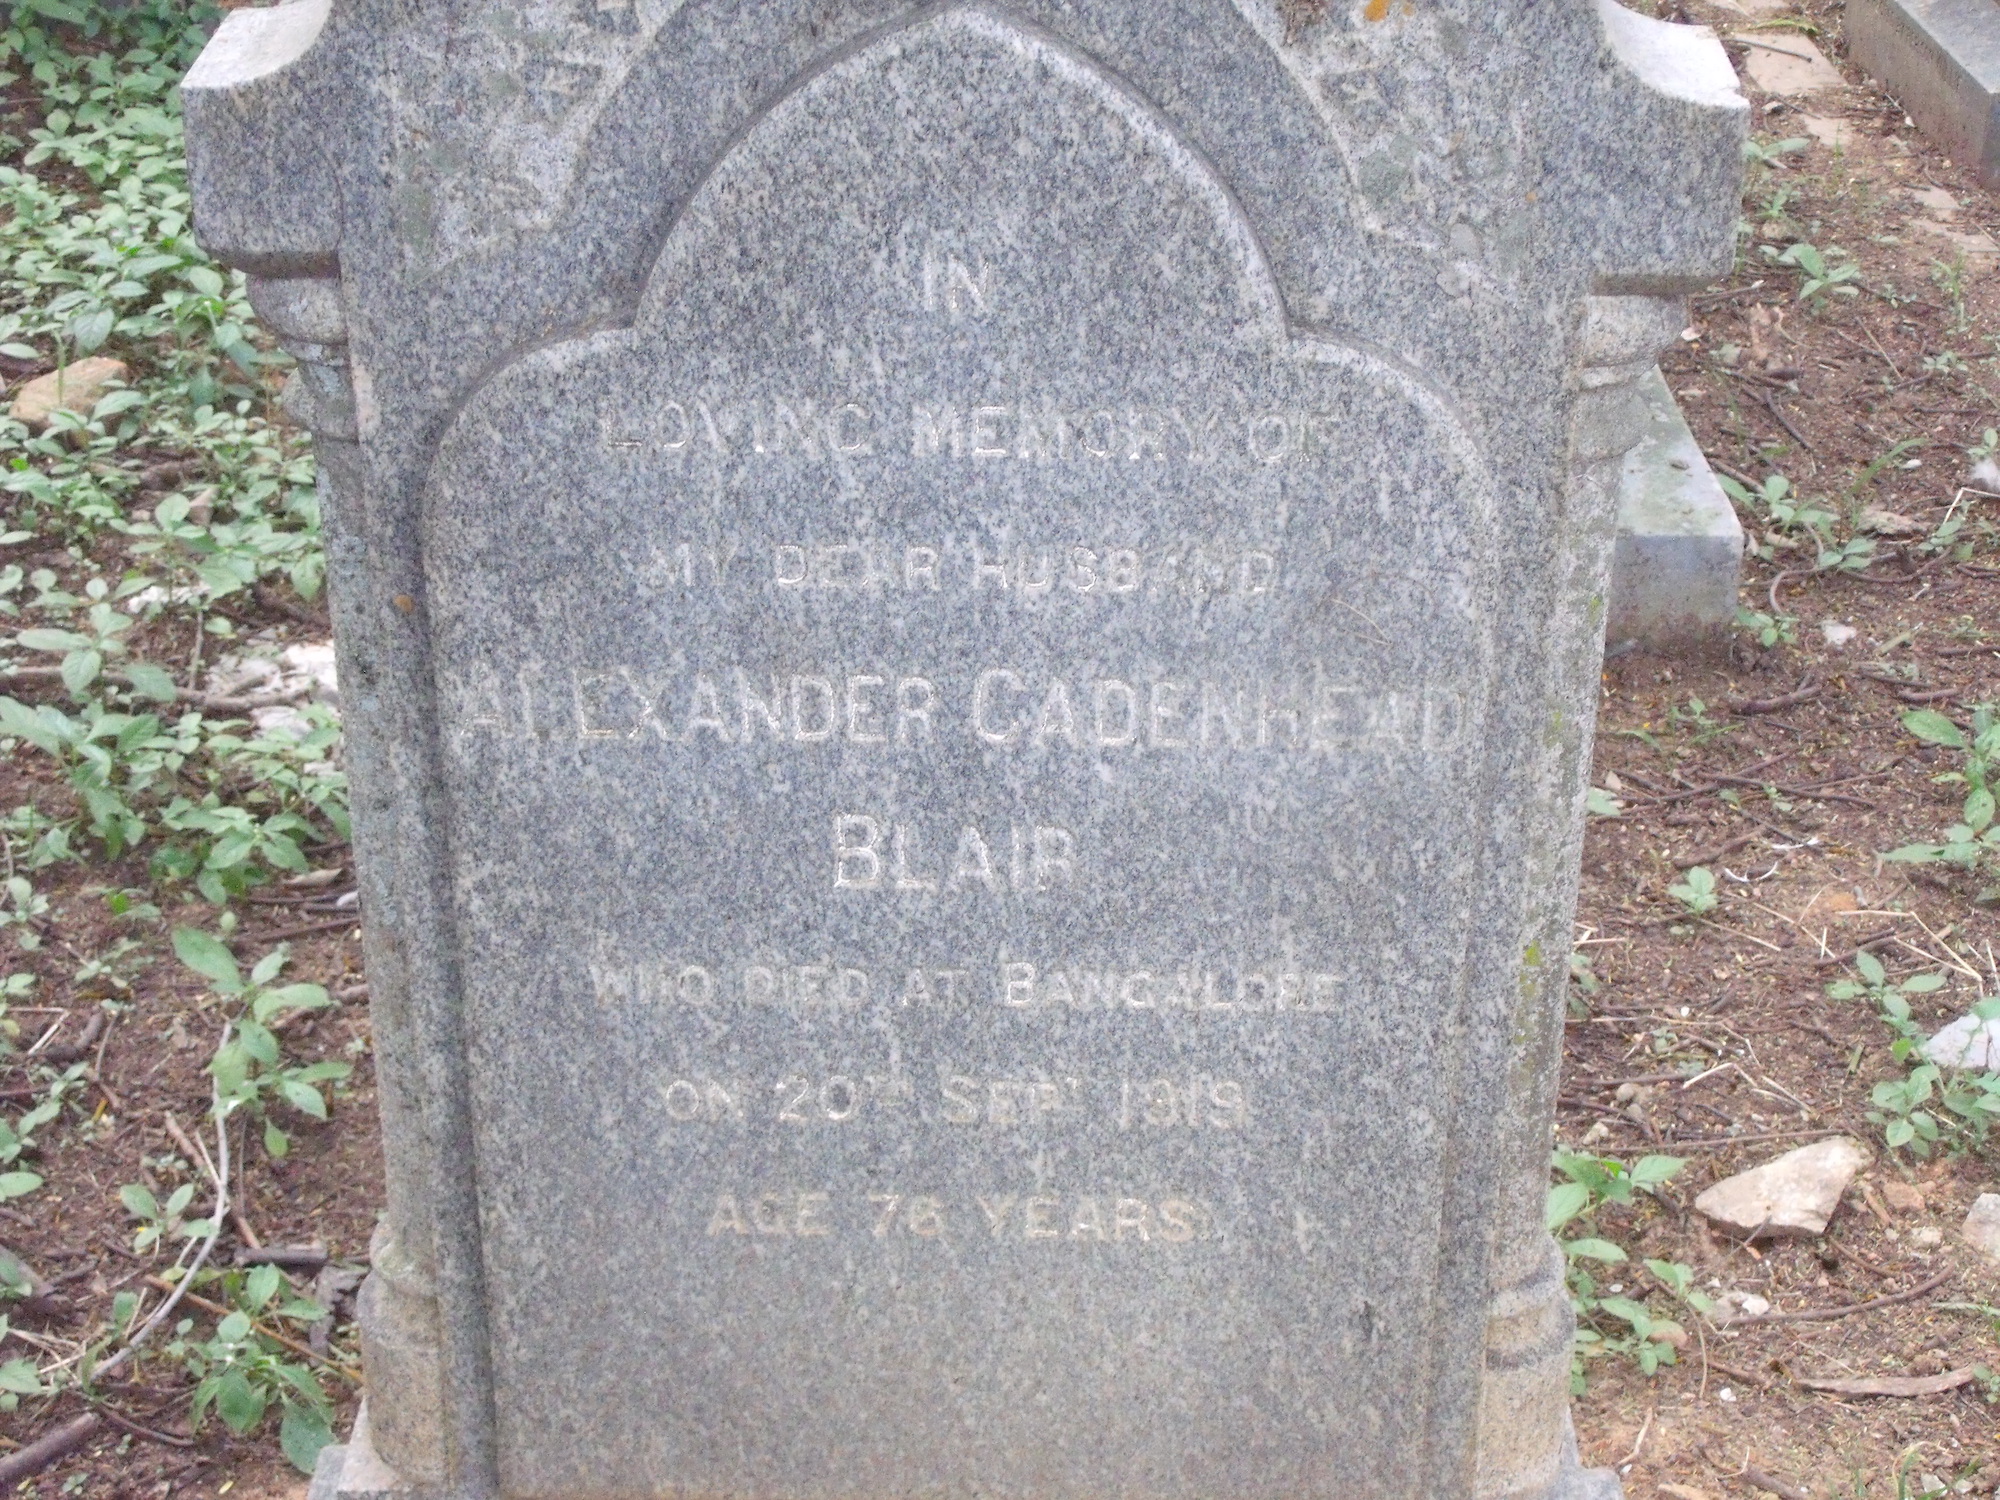 IN
LOVING MEMORY OF
MY DEAR HUSBAND
ALEXANDER CADENHEAD
BLAIR
WHO DIED AT BANGALORE
ON 20TH SEPT 1919
AGE 76 YEARS